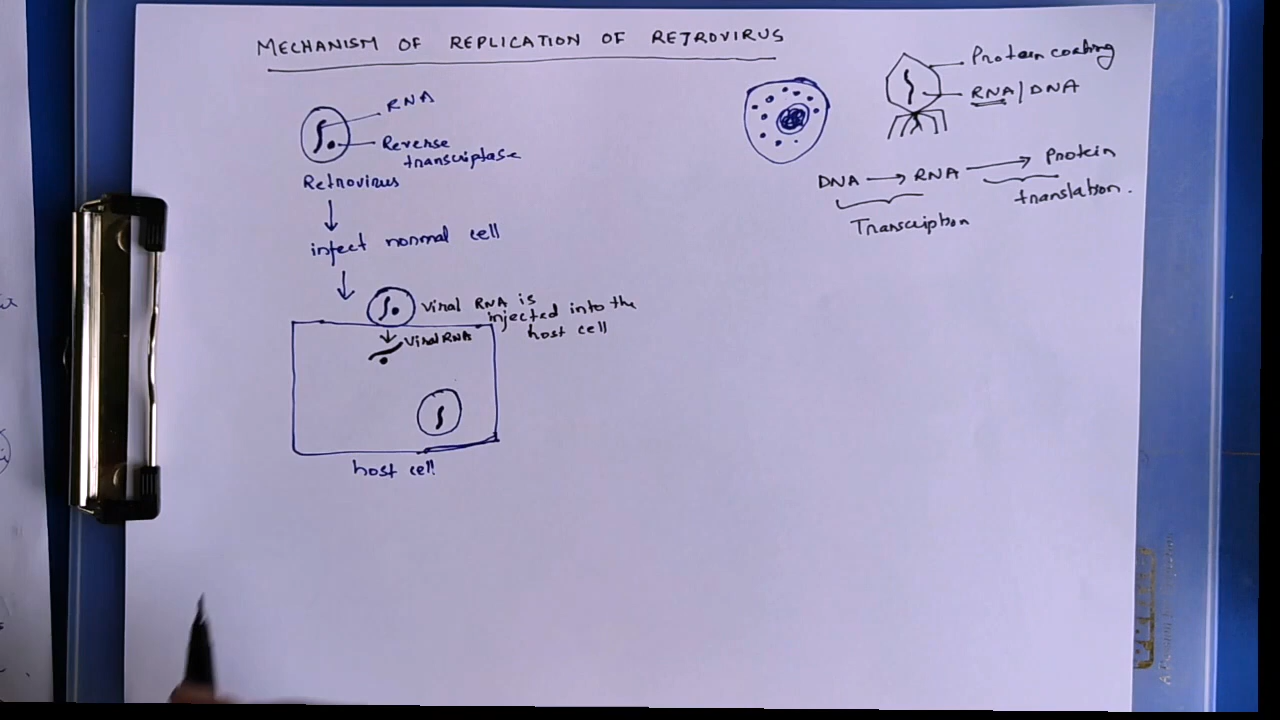 MECHANISM OF REPLICATION OF RETROVIRUS
RNA
Reverse
transcriptase
Retrovirus
infect normal cell
Viral RNA is
injected into the
host cell
Viral RNA
host cell
Protein coating
RNA/DNA
DNA → RNA → Protein
Transcription
translation.